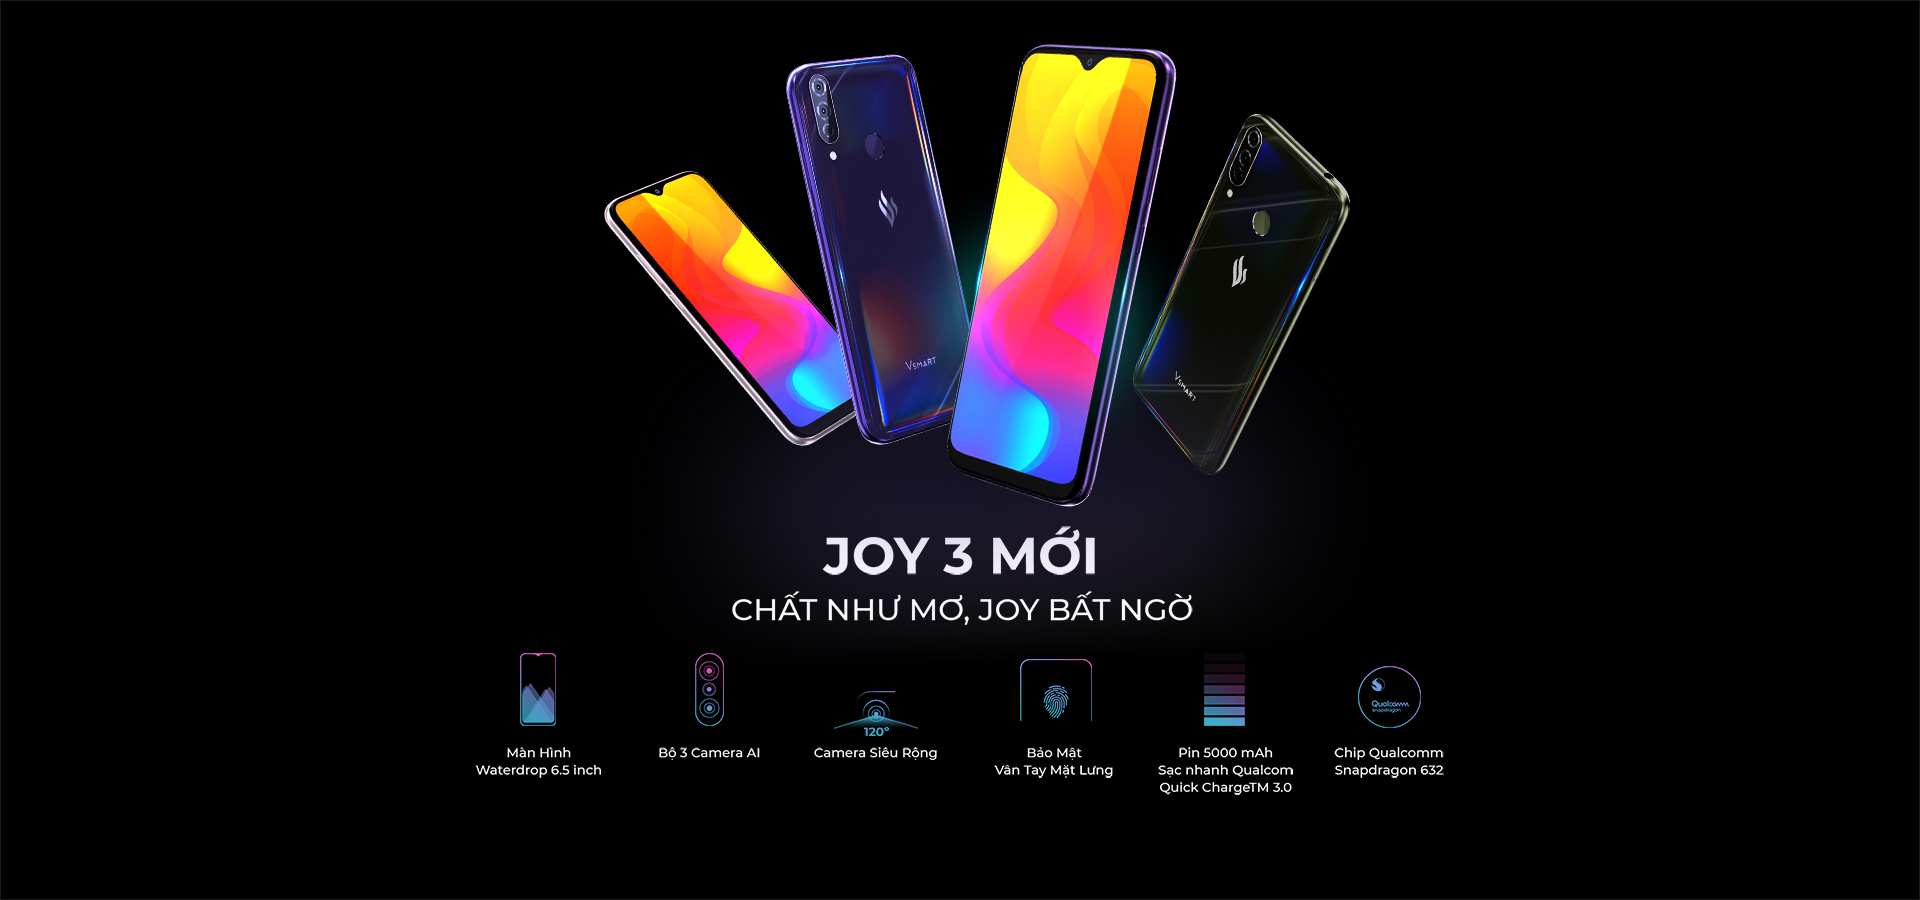 VSMART
VSMART
JOY 3 MỚI
CHẤT NHƯ MƠ, JOY BẤT NGỜ
120°
Qualcomm
snapdragon
Màn Hình
Waterdrop 6.5 inch
Bộ 3 Camera AI
Camera Siêu Rộng
Bảo Mật
Vân Tay Mặt Lưng
Pin 5000 mAh
Sạc nhanh Qualcom
Quick ChargeTM 3.0
Chip Qualcomm
Snapdragon 632